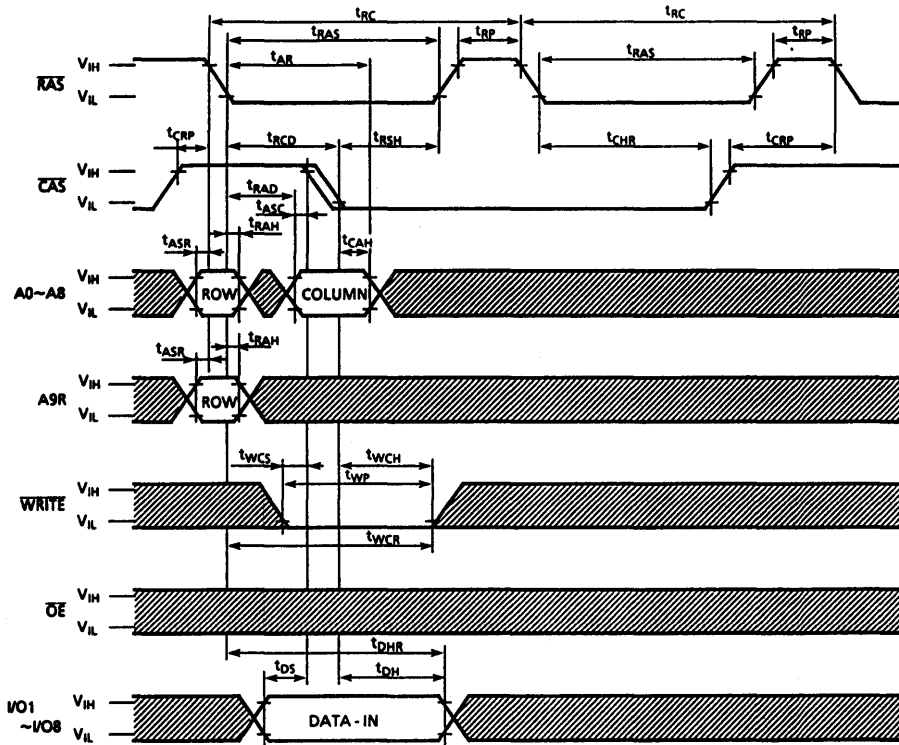 tRC tRC
tRAS tRP tRAS tRP
tAR
RAS VIH
VIL
tCRP tRCD tRSH tCHR tCRP
CAS VIH
VIL
tRAD
tASC
tASR tRAH tCAH
A0~A8 VIH
VIL
ROW COLUMN
tASR tRAH
A9R VIH
VIL
ROW
tWCS tWCH
tWP
WRITE VIH
VIL
tWCR
OE VIH
VIL
tDHR
tDS tDH
I/O1
~I/O8
VIH
VIL
DATA - IN